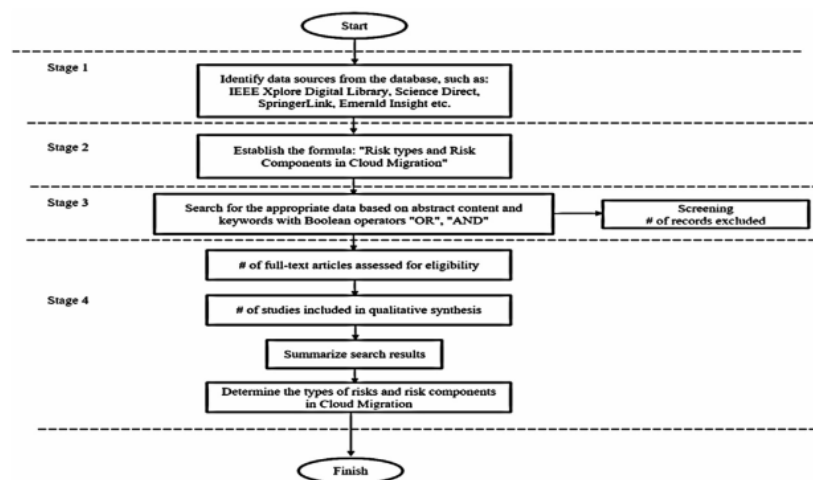 Start
Stage 1
Identify data sources from the database, such as:
IEEE Xplore Digital Library, Science Direct,
SpringerLink, Emerald Insight etc.
Stage 2
Establish the formula: "Risk types and Risk
Components in Cloud Migration"
Stage 3
Search for the appropriate data based on abstract content and
keywords with Boolean operators "OR", "AND"
Screening
# of records excluded
# of full-text articles assessed for eligibility
Stage 4
# of studies included in qualitative synthesis
Summarize search results
Determine the types of risks and risk components
in Cloud Migration
Finish